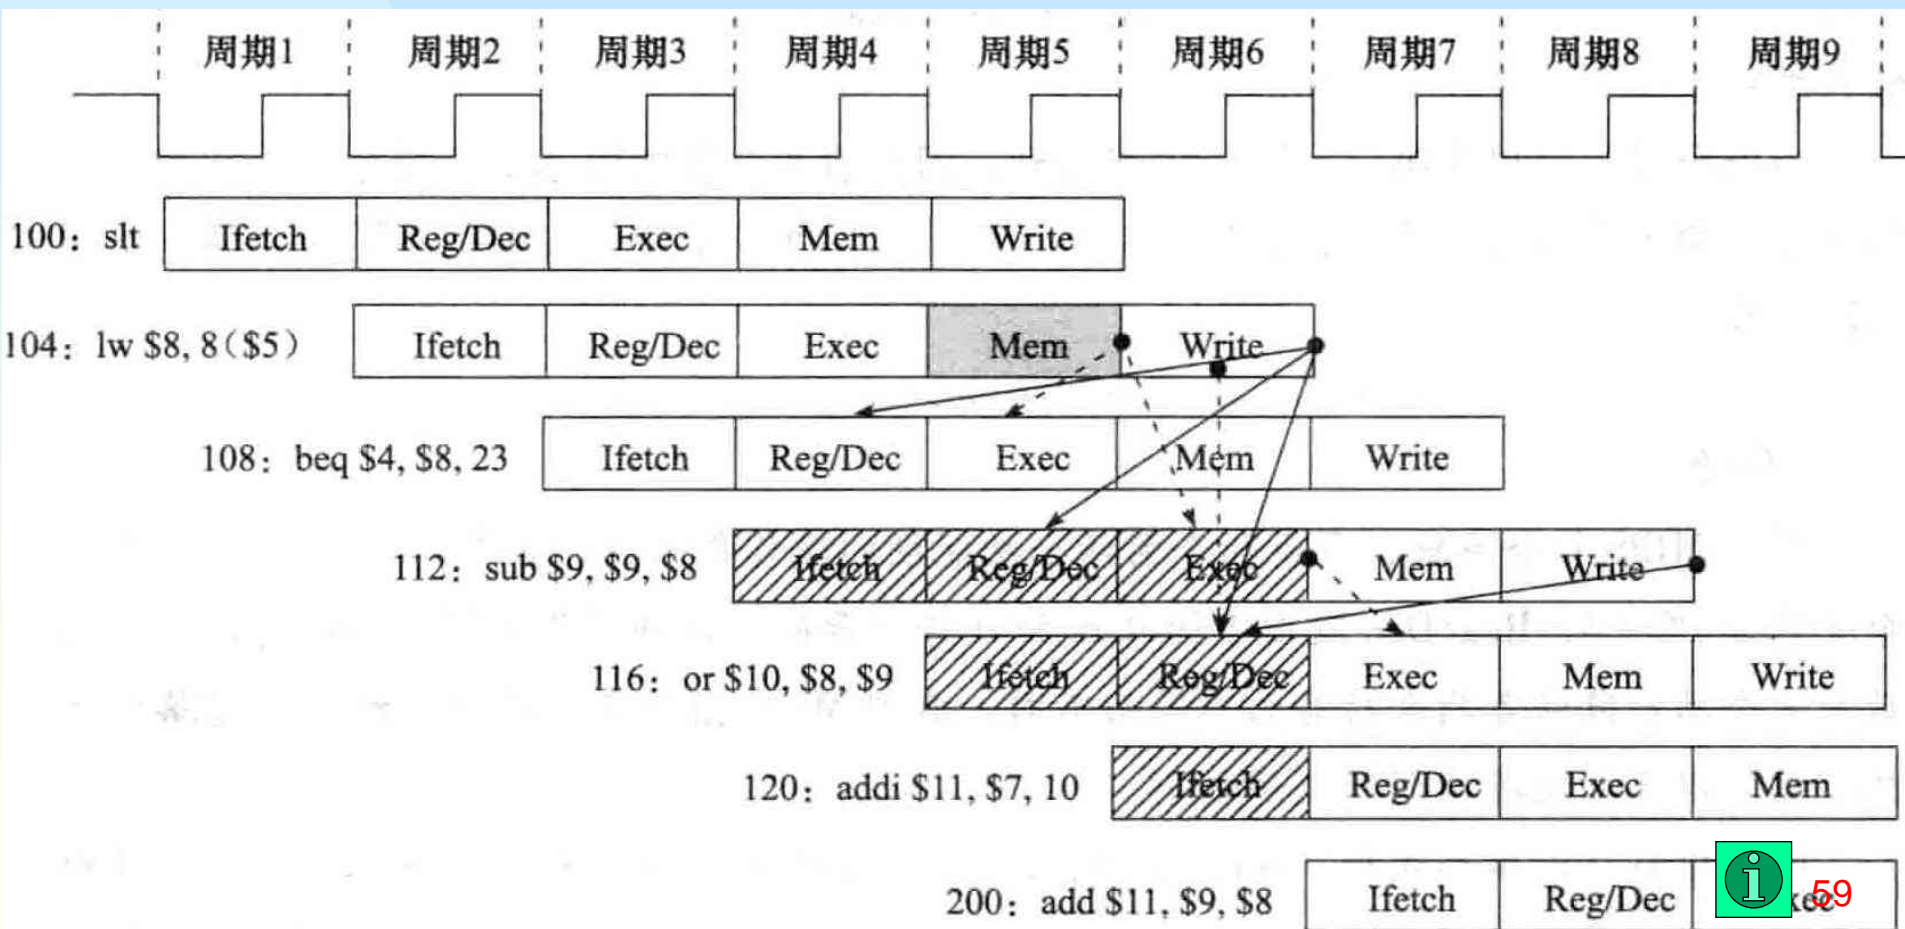 周期1 周期2 周期3 周期4 周期5 周期6 周期7 周期8 周期9
100: slt Ifetch Reg/Dec Exec Mem Write
104: lw $8, 8($5) Ifetch Reg/Dec Exec Mem Write
108: beq $4, $8, 23 Ifetch Reg/Dec Exec Mem Write
112: sub $9, $9, $8 Ifetch Reg/Dec Exec Mem Write
116: or $10, $8, $9 Ifetch Reg/Dec Exec Mem Write
120: addi $11, $7, 10 Ifetch Reg/Dec Exec Mem
200: add $11, $9, $8 Ifetch Reg/Dec
59